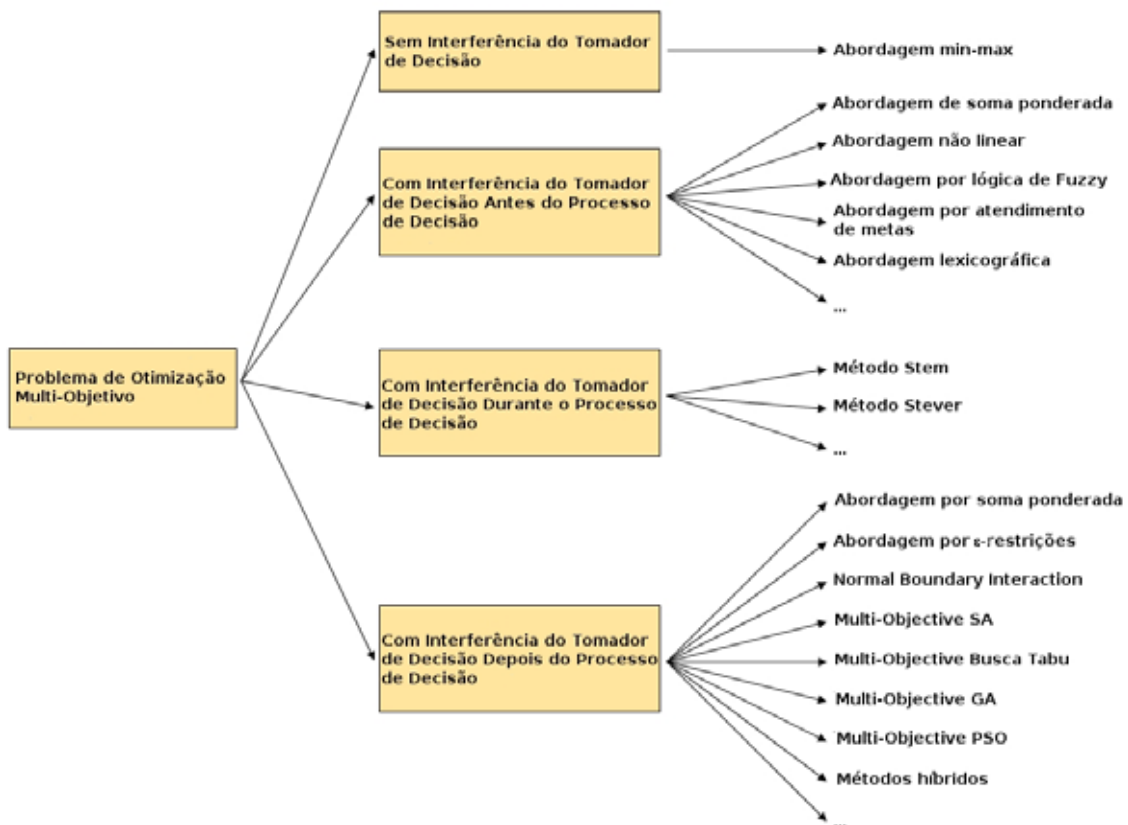 Sem Interferência do Tomador
de Decisão
Abordagem min-max
Com Interferência do Tomador
de Decisão Antes do Processo
de Decisão
Abordagem de soma ponderada
Abordagem não linear
Abordagem por lógica de Fuzzy
Abordagem por atendimento
de metas
Abordagem lexicográfica
...
Problema de Otimização
Multi-Objetivo
Com Interferência do Tomador
de Decisão Durante o Processo
de Decisão
Método Stem
Método Stever
...
Com Interferência do Tomador
de Decisão Depois do Processo
de Decisão
Abordagem por soma ponderada
Abordagem por ε-restrições
Normal Boundary Interaction
Multi-Objective SA
Multi-Objective Busca Tabu
Multi-Objective GA
Multi-Objective PSO
Métodos híbridos
...